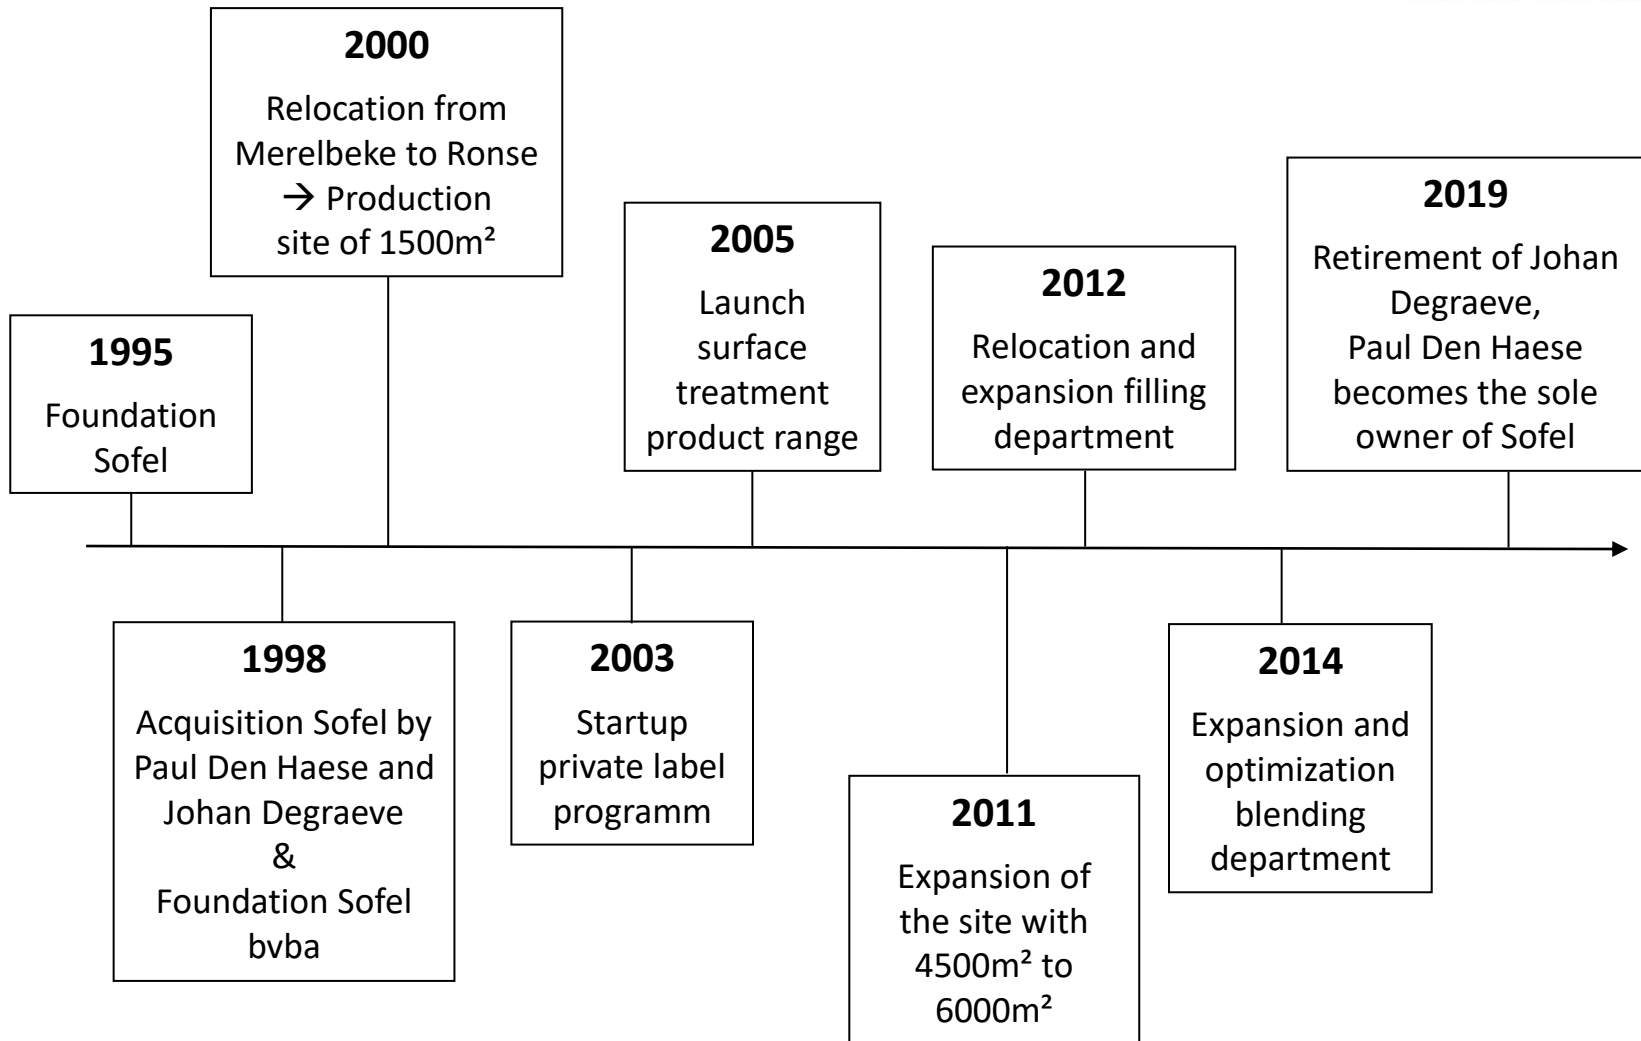 1995
Foundation
Sofel
1998
Acquisition Sofel by
Paul Den Haese and
Johan Degraeve
&
Foundation Sofel
bvba
2000
Relocation from
Merelbeke to Ronse
→ Production
site of 1500m²
2003
Startup
private label
programm
2005
Launch
surface
treatment
product range
2011
Expansion of
the site with
4500m² to
6000m²
2012
Relocation and
expansion filling
department
2014
Expansion and
optimization
blending
department
2019
Retirement of Johan
Degraeve,
Paul Den Haese
becomes the sole
owner of Sofel